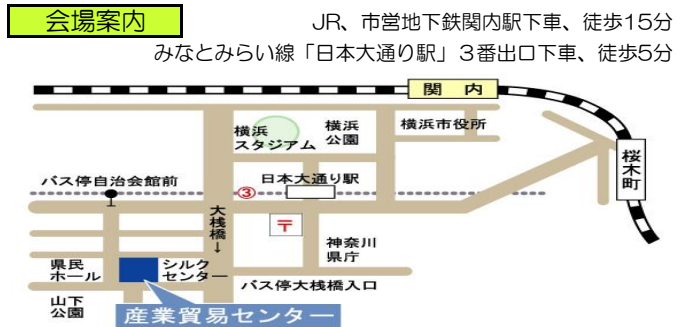 会場案内
JR、市営地下鉄関内駅下車、徒歩15分
みなとみらい線「日本大通り駅」３番出口下車、徒歩5分
関 内
横浜
スタジアム
横浜
公園
横浜市役所
桜木町
バス停自治会館前
③
日本大通り駅
大桟橋↓
〒
神奈川
県庁
県民
ホール
シルク
センター
バス停大桟橋入口
山下
公園
産業貿易センター